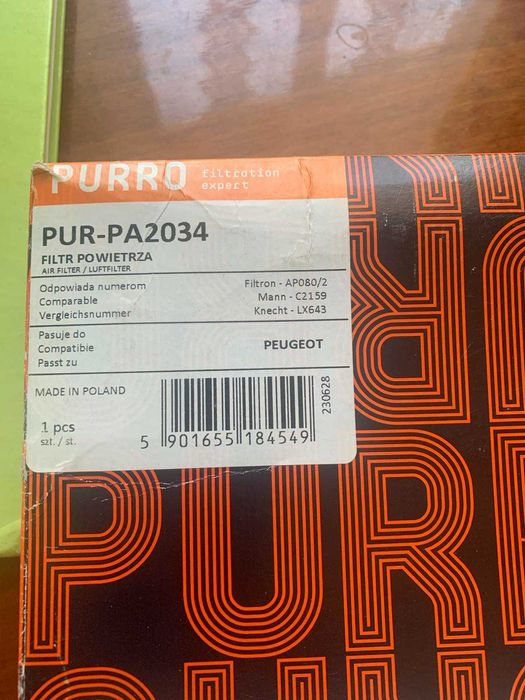 PURRO filtration
expert
PUR-PA2034
FILTR POWIETRZA
AIR FILTER / LUFTFILTER
Odpowiada numerom Filtron - AP080/2
Comparable Mann - C2159
Vergleichsnummer Knecht - LX643
Pasuje do
Compatibie PEUGEOT
Passt zu
MADE IN POLAND
230628
1 pcs
szt. / st.
5 901655 184549
PUR